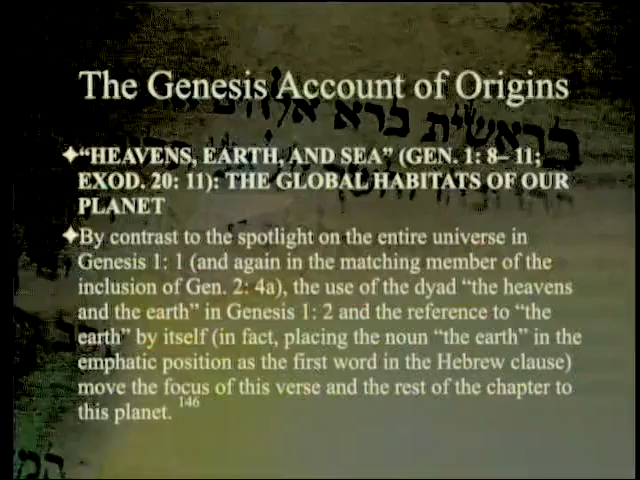 The Genesis Account of Origins
בראשית ברא אלהים
✦“HEAVENS, EARTH, AND SEA” (GEN. 1: 8– 11;
EXOD. 20: 11): THE GLOBAL HABITATS OF OUR
PLANET
✦By contrast to the spotlight on the entire universe in
Genesis 1: 1 (and again in the matching member of the
inclusion of Gen. 2: 4a), the use of the dyad “the heavens
and the earth” in Genesis 1: 2 and the reference to “the
earth” by itself (in fact, placing the noun “the earth” in the
emphatic position as the first word in the Hebrew clause)
move the focus of this verse and the rest of the chapter to
this planet. 146